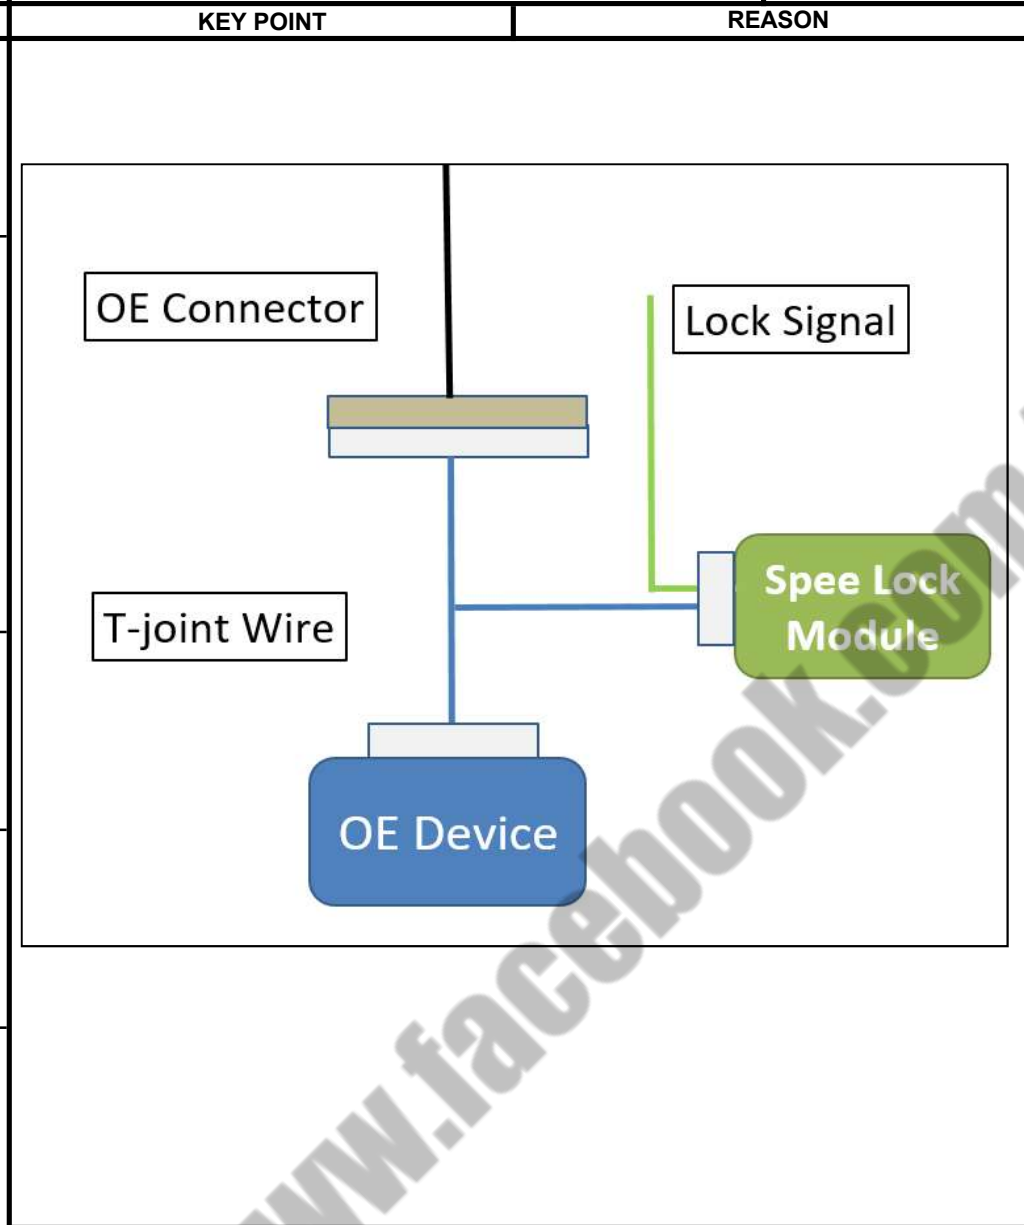 KEY POINT
REASON
OE Connector
Lock Signal
Spee Lock
Module
T-joint Wire
OE Device
www.facebook.com